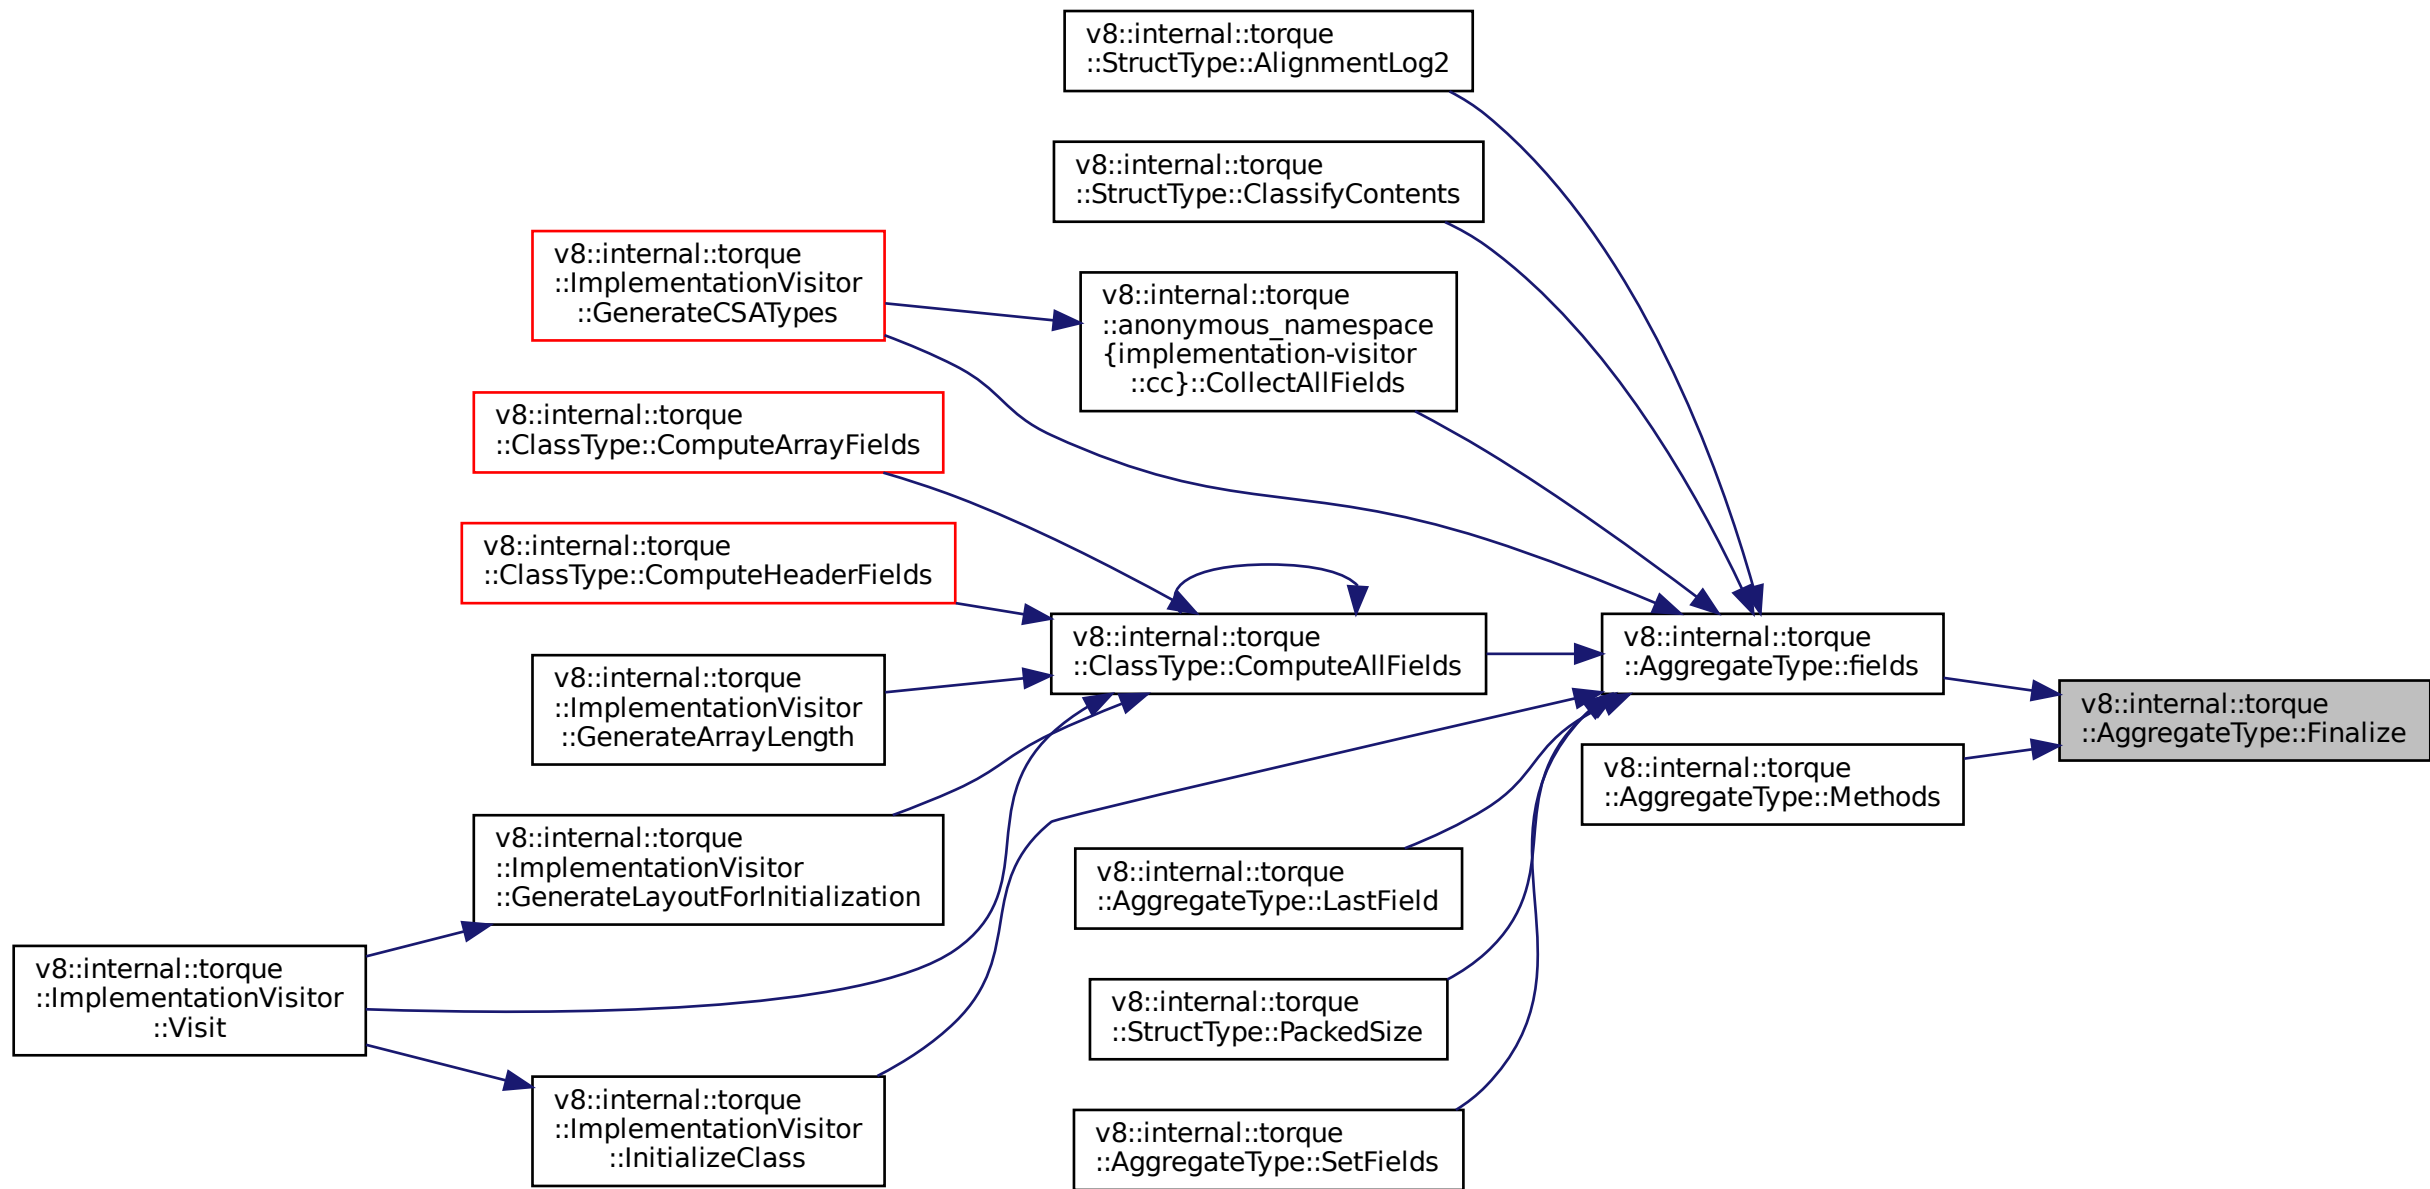 v8::internal::torque
::StructType::AlignmentLog2
v8::internal::torque
::StructType::ClassifyContents
v8::internal::torque
::ImplementationVisitor
::GenerateCSATypes
v8::internal::torque
::anonymous_namespace
{implementation-visitor
::cc}::CollectAllFields
v8::internal::torque
::ClassType::ComputeArrayFields
v8::internal::torque
::ClassType::ComputeHeaderFields
v8::internal::torque
::ClassType::ComputeAllFields
v8::internal::torque
::AggregateType::fields
v8::internal::torque
::ImplementationVisitor
::GenerateArrayLength
v8::internal::torque
::AggregateType::Finalize
v8::internal::torque
::AggregateType::Methods
v8::internal::torque
::ImplementationVisitor
::GenerateLayoutForInitialization
v8::internal::torque
::AggregateType::LastField
v8::internal::torque
::ImplementationVisitor
::Visit
v8::internal::torque
::StructType::PackedSize
v8::internal::torque
::ImplementationVisitor
::InitializeClass
v8::internal::torque
::AggregateType::SetFields